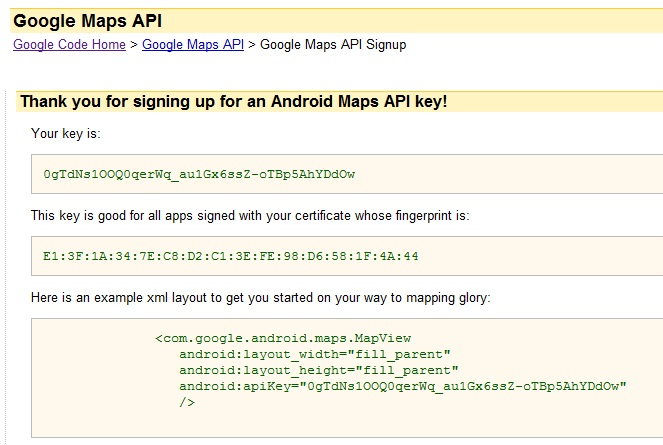 Google Maps API
Google Code Home > Google Maps API > Google Maps API Signup
Thank you for signing up for an Android Maps API key!
Your key is:
0gTdNs1OOQ0qerWq_au1Gx6ssZ-oTBp5AhYDdOw
This key is good for all apps signed with your certificate whose fingerprint is:
E1:3F:1A:34:7E:C8:D2:C1:3E:FE:98:D6:58:1F:4A:44
Here is an example xml layout to get you started on your way to mapping glory:
<com.google.android.maps.MapView
android:layout_width="fill_parent"
android:layout_height="fill_parent"
android:apiKey="0gTdNs1OOQ0qerWq_au1Gx6ssZ-oTBp5AhYDdOw"
/>